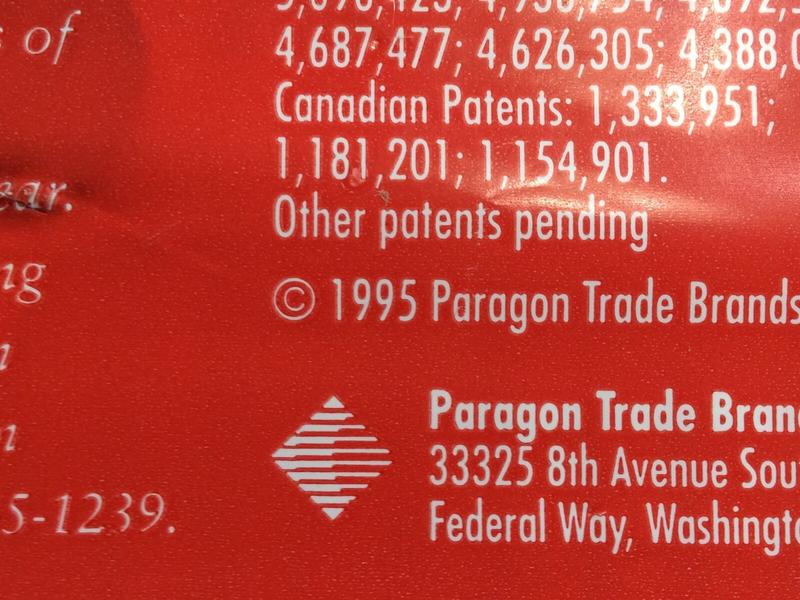 s of
ear.
ng
n
n
5-1239.
4,687,477; 4,626,305; 4,388,0
Canadian Patents: 1,333,951;
1,181,201; 1,154,901.
Other patents pending
© 1995 Paragon Trade Brands
Paragon Trade Bran
33325 8th Avenue Sou
Federal Way, Washingto